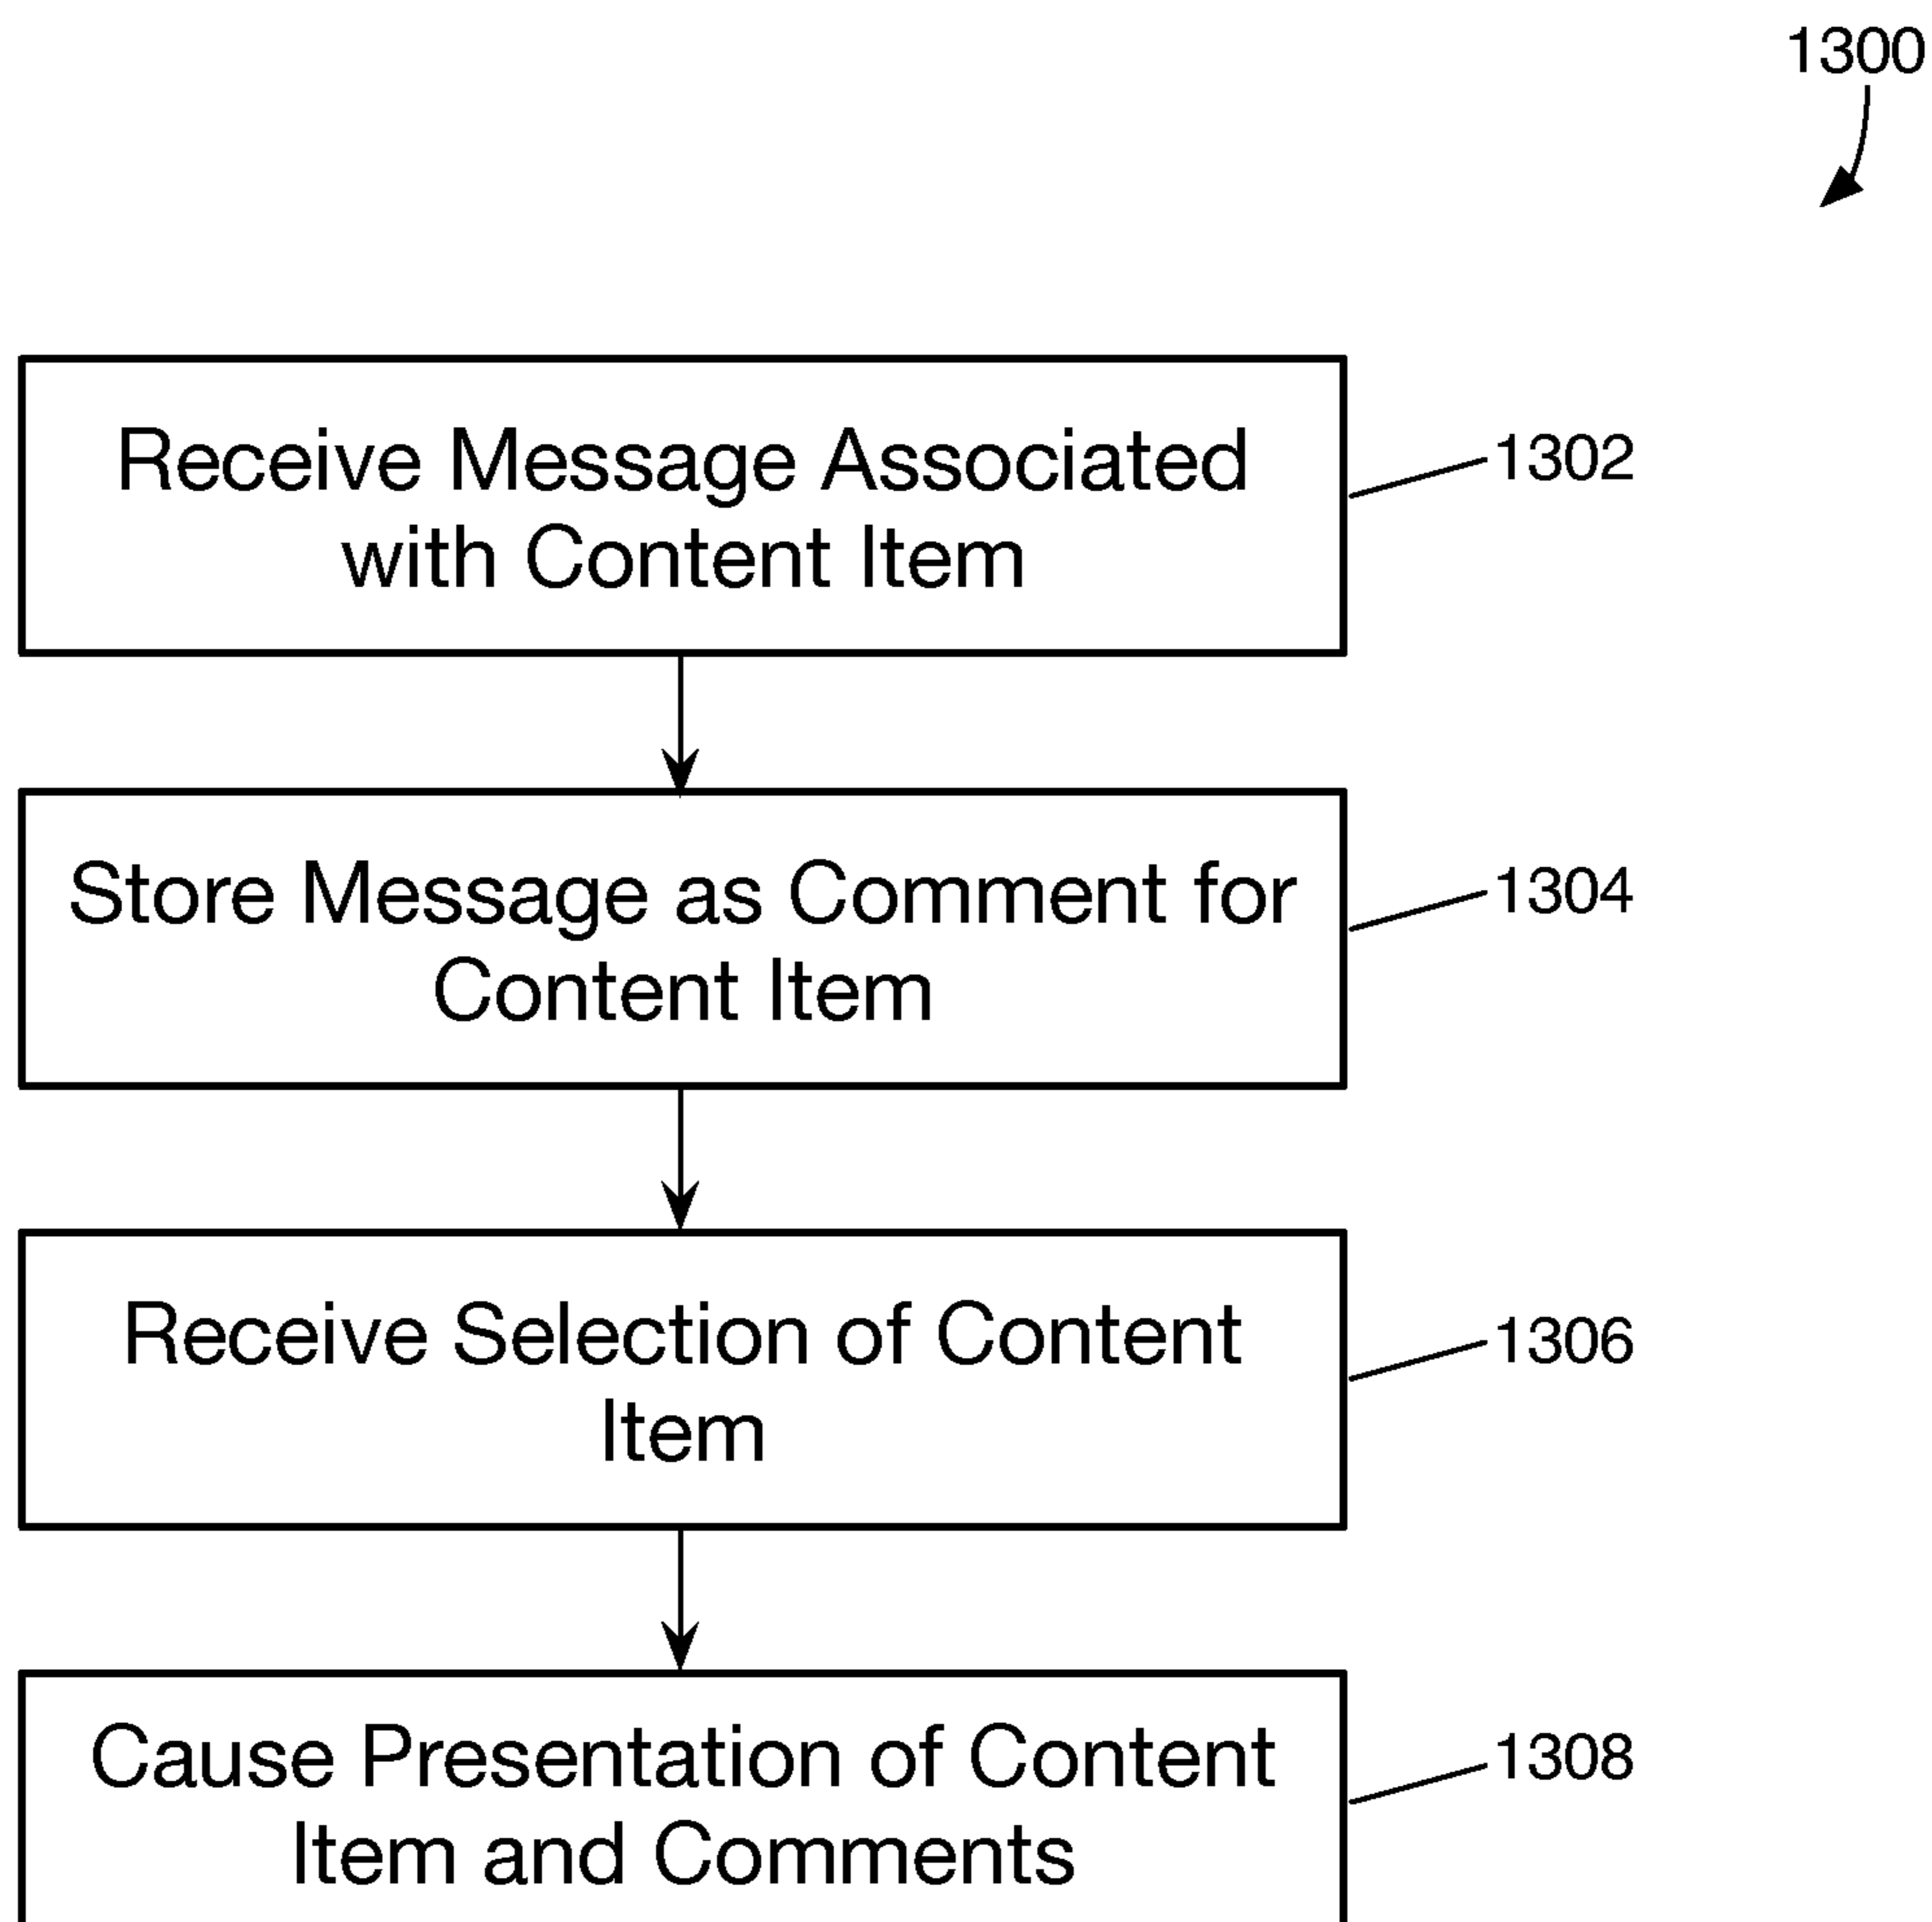 1300
Receive Message Associated
with Content Item
1302
Store Message as Comment for
Content Item
1304
Receive Selection of Content
Item
1306
Cause Presentation of Content
Item and Comments
1308